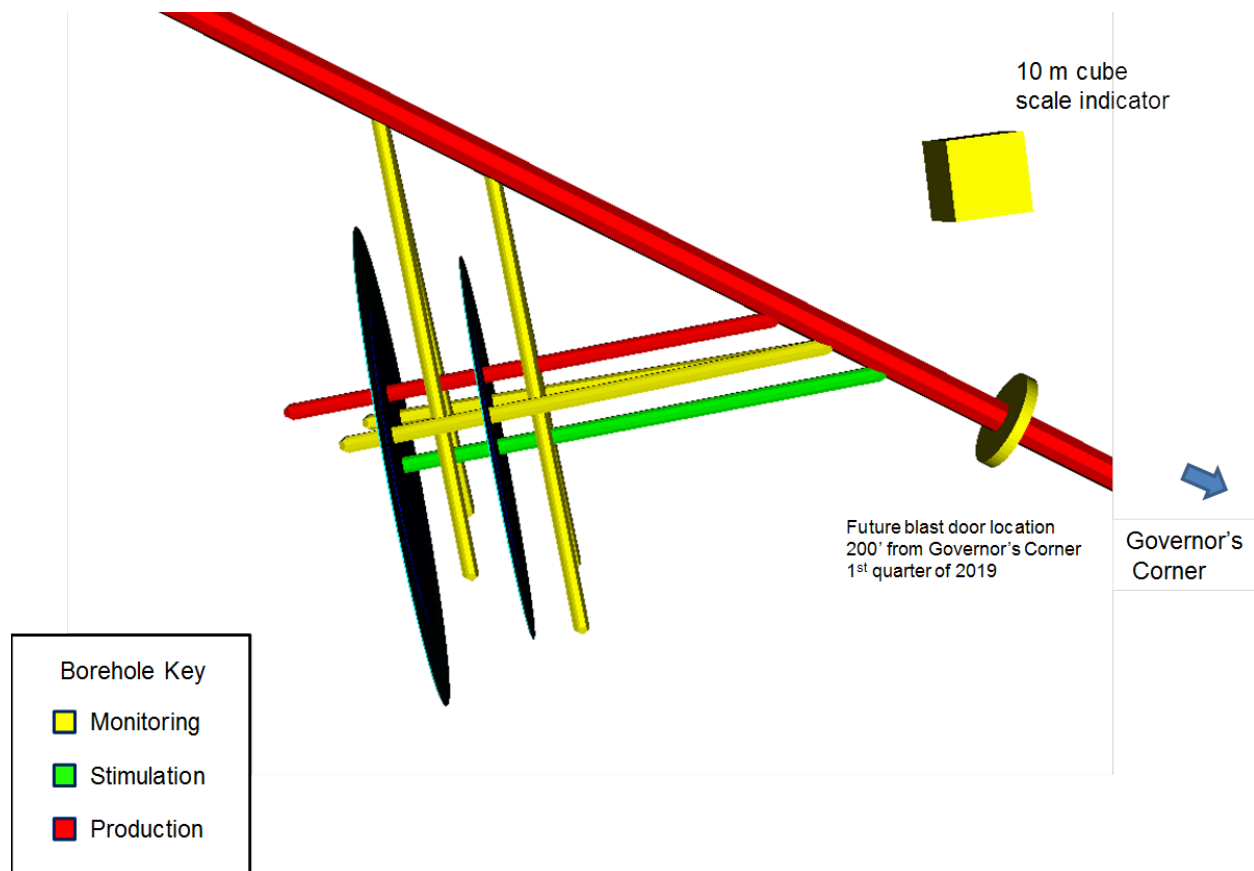 10 m cube
scale indicator
Future blast door location
200’ from Governor’s Corner
1st quarter of 2019
Governor’s
Corner
Borehole Key
Monitoring
Stimulation
Production